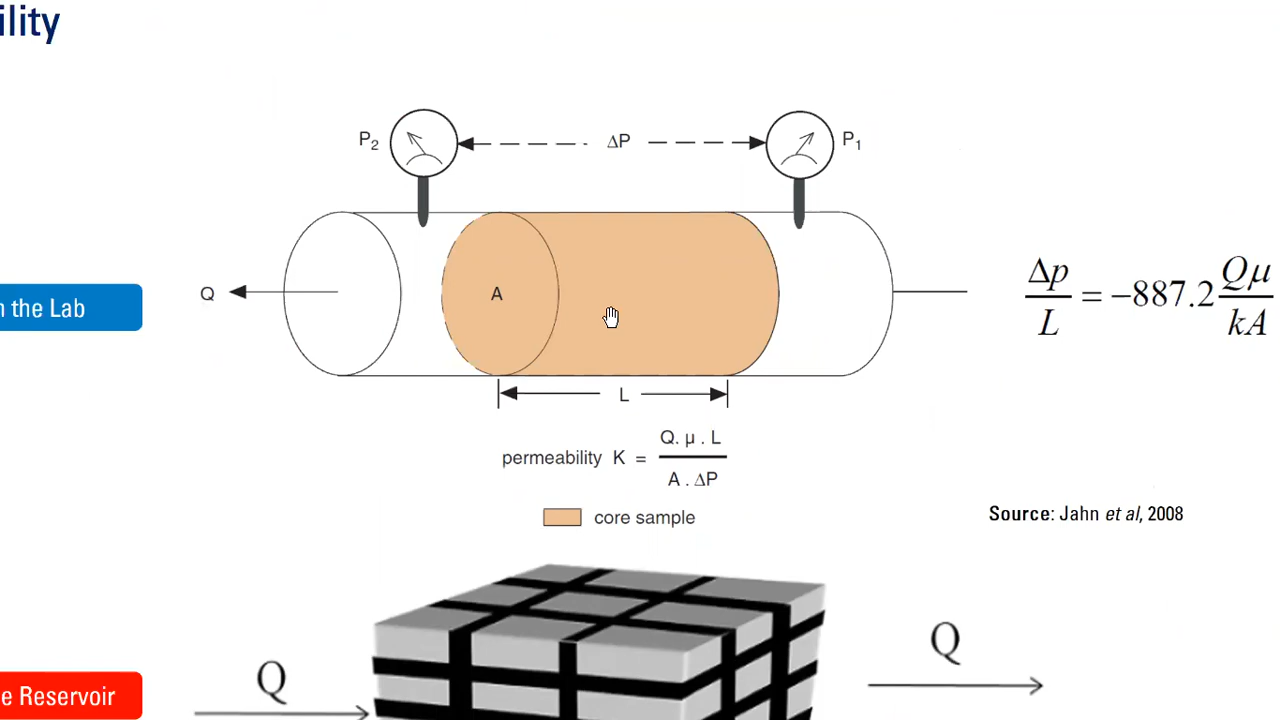 ility
P2 ΔP P1
Q A
n the Lab
Δp/L = −887.2 Qμ/kA
L
permeability K = Q. μ . L / A . ΔP
core sample
Source: Jahn et al, 2008
Q Q
e Reservoir